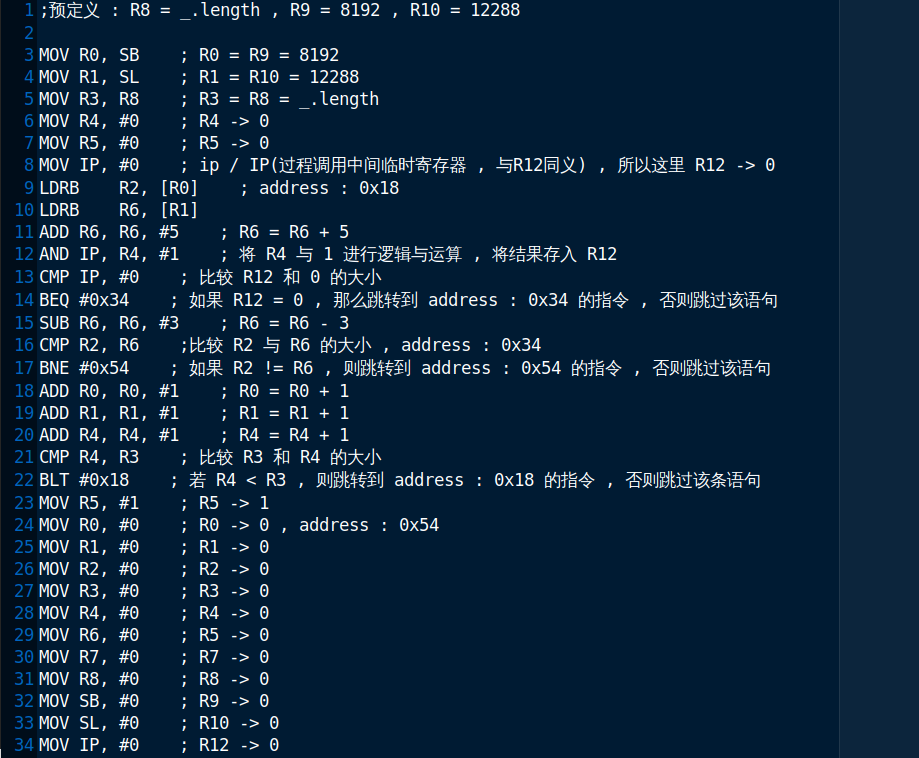 1 ;预定义 : R8 = _.length , R9 = 8192 , R10 = 12288
2
3 MOV R0, SB    ; R0 = R9 = 8192
4 MOV R1, SL    ; R1 = R10 = 12288
5 MOV R3, R8    ; R3 = R8 = _.length
6 MOV R4, #0    ; R4 -> 0
7 MOV R5, #0    ; R5 -> 0
8 MOV IP, #0    ; ip / IP(过程调用中间临时寄存器 , 与R12同义) , 所以这里 R12 -> 0
9 LDRB    R2, [R0]    ; address : 0x18
10 LDRB    R6, [R1]
11 ADD R6, R6, #5    ; R6 = R6 + 5
12 AND IP, R4, #1    ; 将 R4 与 1 进行逻辑与运算 , 将结果存入 R12
13 CMP IP, #0    ; 比较 R12 和 0 的大小
14 BEQ #0x34    ; 如果 R12 = 0 , 那么跳转到 address : 0x34 的指令 , 否则跳过该语句
15 SUB R6, R6, #3    ; R6 = R6 - 3
16 CMP R2, R6    ;比较 R2 与 R6 的大小 , address : 0x34
17 BNE #0x54    ; 如果 R2 != R6 , 则跳转到 address : 0x54 的指令 , 否则跳过该语句
18 ADD R0, R0, #1    ; R0 = R0 + 1
19 ADD R1, R1, #1    ; R1 = R1 + 1
20 ADD R4, R4, #1    ; R4 = R4 + 1
21 CMP R4, R3    ; 比较 R3 和 R4 的大小
22 BLT #0x18    ; 若 R4 < R3 , 则跳转到 address : 0x18 的指令 , 否则跳过该条语句
23 MOV R5, #1    ; R5 -> 1
24 MOV R0, #0    ; R0 -> 0 , address : 0x54
25 MOV R1, #0    ; R1 -> 0
26 MOV R2, #0    ; R2 -> 0
27 MOV R3, #0    ; R3 -> 0
28 MOV R4, #0    ; R4 -> 0
29 MOV R6, #0    ; R5 -> 0
30 MOV R7, #0    ; R7 -> 0
31 MOV R8, #0    ; R8 -> 0
32 MOV SB, #0    ; R9 -> 0
33 MOV SL, #0    ; R10 -> 0
34 MOV IP, #0    ; R12 -> 0